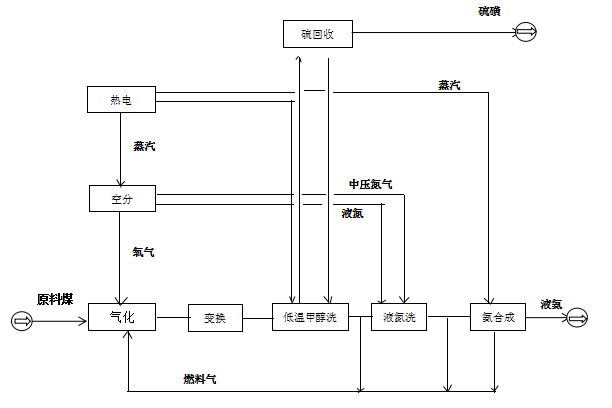 硫磺
硫回收
蒸汽
热电
蒸汽
中压氮气
空分
液氮
氧气
液氨
原料煤
气化
变换
低温甲醇洗
液氮洗
氨合成
燃料气